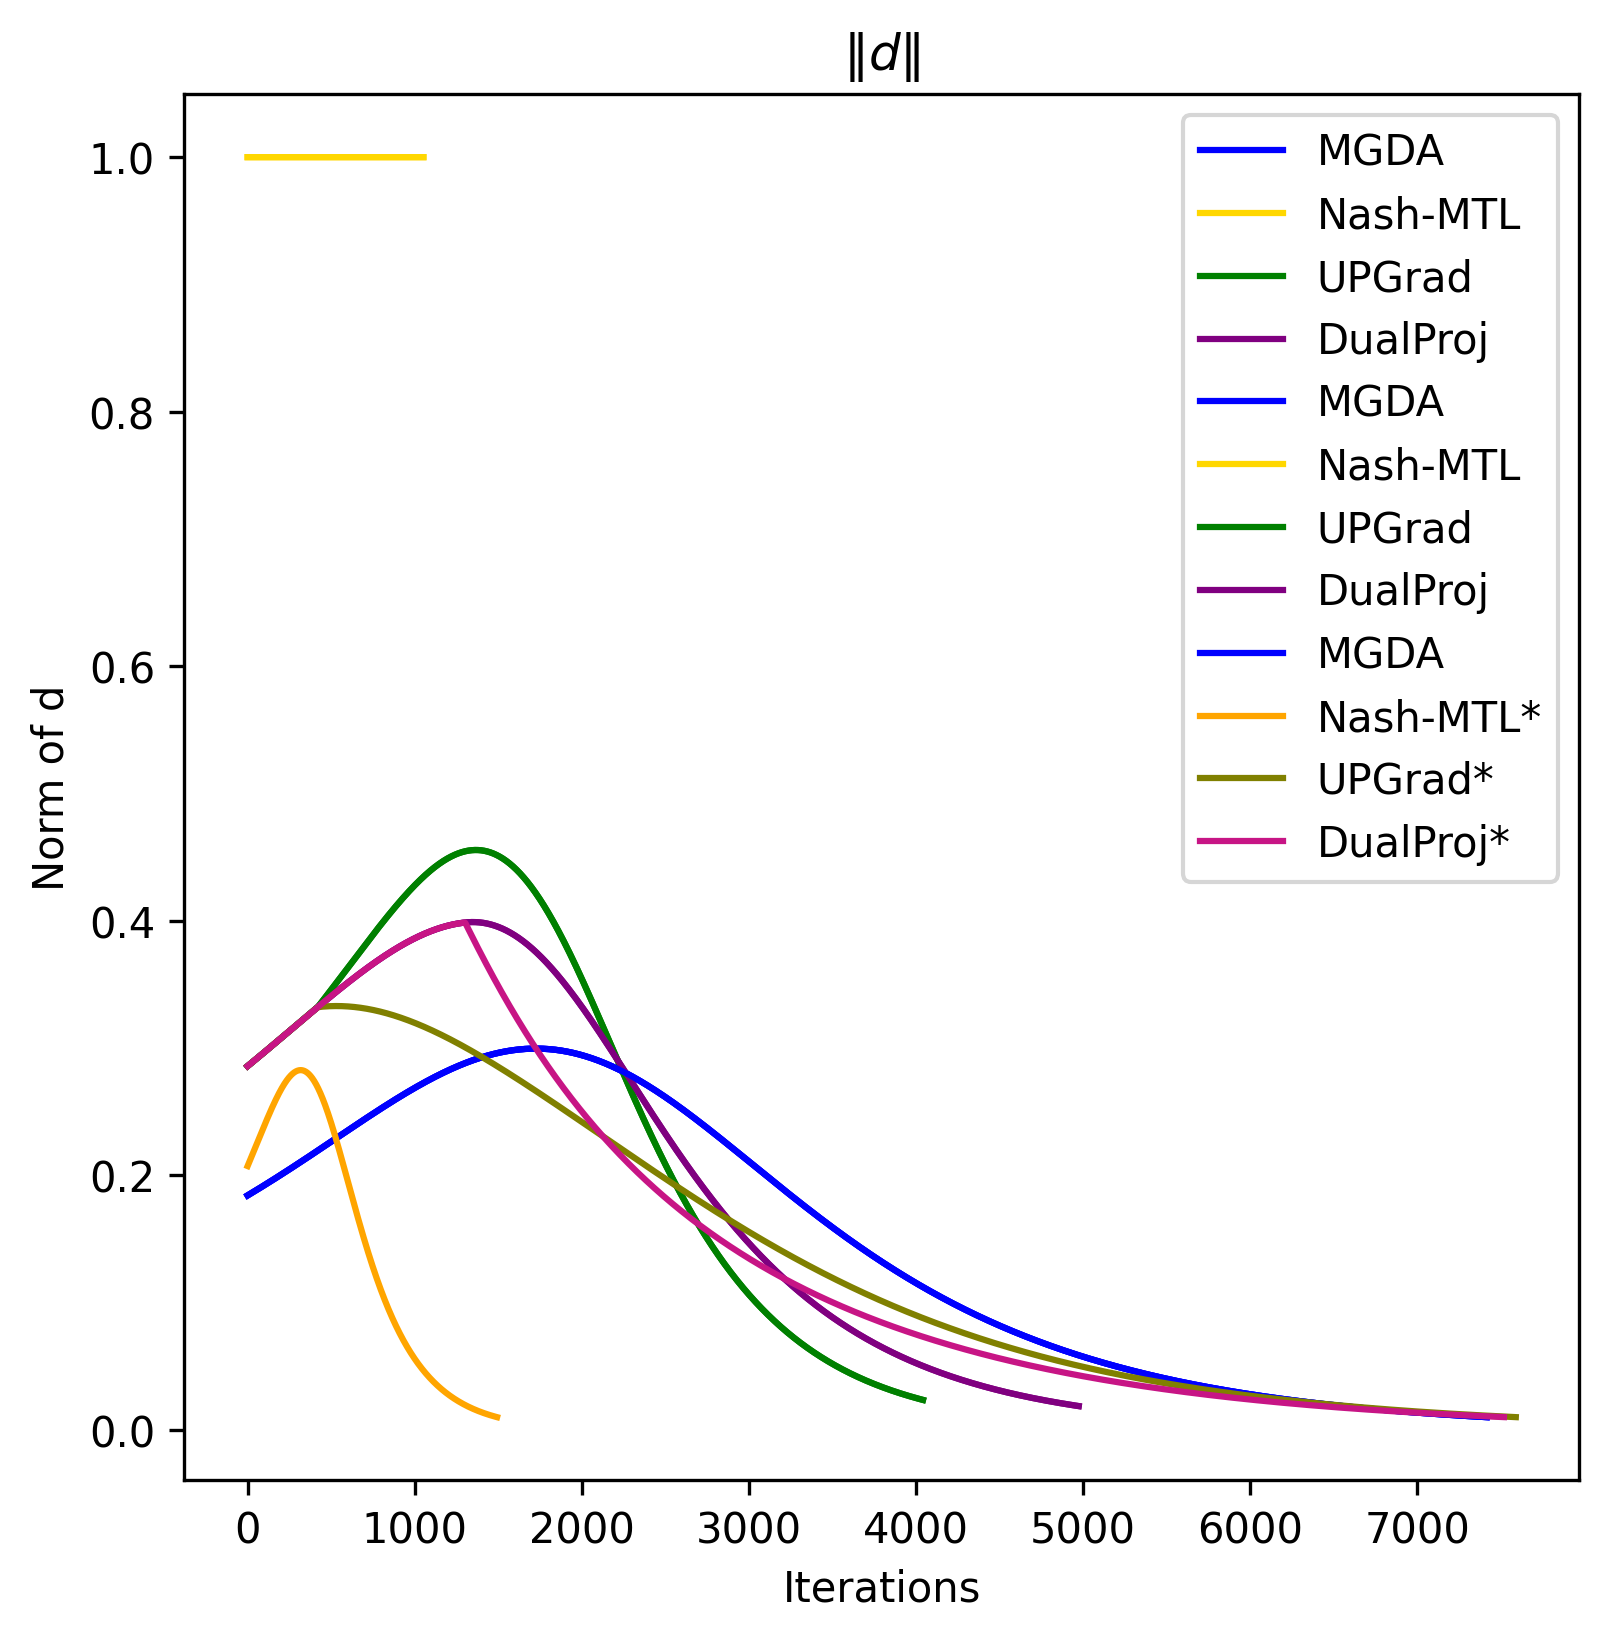 ‖d‖
1.0
0.8
0.6
0.4
0.2
0.0
Norm of d
MGDA
Nash-MTL
UPGrad
DualProj
MGDA
Nash-MTL
UPGrad
DualProj
MGDA
Nash-MTL*
UPGrad*
DualProj*
0 1000 2000 3000 4000 5000 6000 7000
Iterations